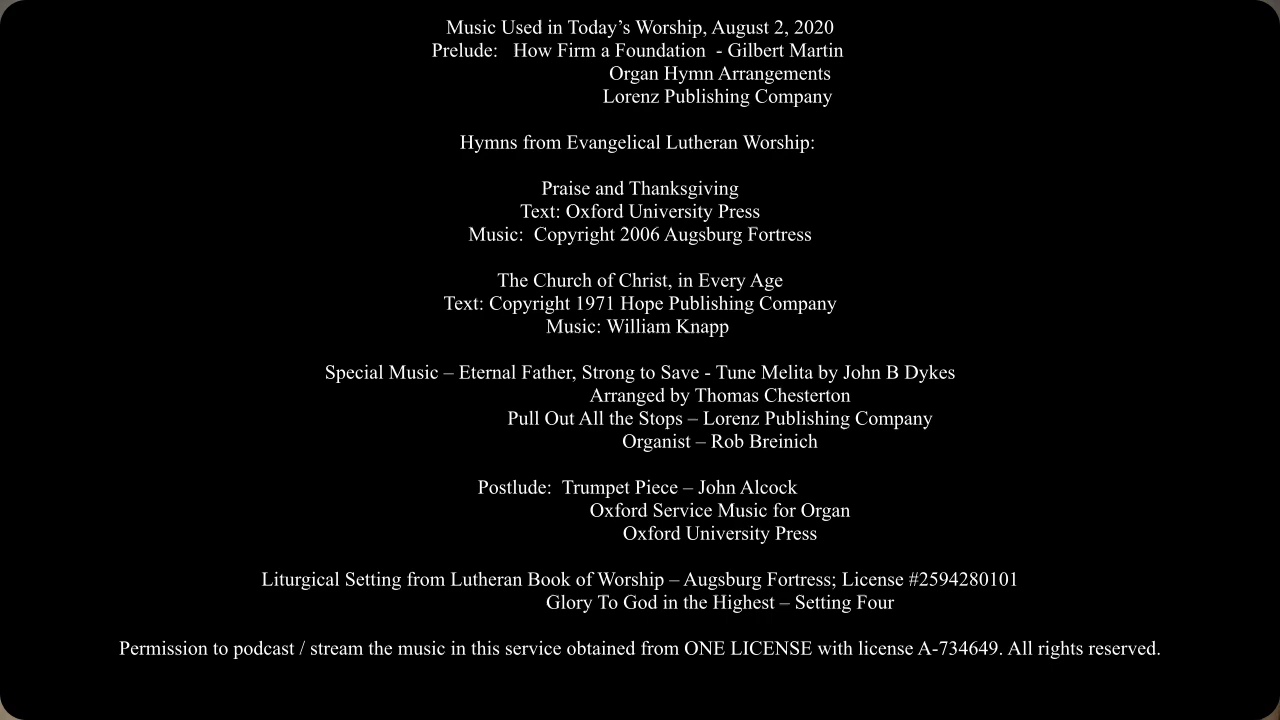 Music Used in Today’s Worship, August 2, 2020
Prelude: How Firm a Foundation - Gilbert Martin
Organ Hymn Arrangements
Lorenz Publishing Company
Hymns from Evangelical Lutheran Worship:
Praise and Thanksgiving
Text: Oxford University Press
Music: Copyright 2006 Augsburg Fortress
The Church of Christ, in Every Age
Text: Copyright 1971 Hope Publishing Company
Music: William Knapp
Special Music – Eternal Father, Strong to Save - Tune Melita by John B Dykes
Arranged by Thomas Chesterton
Pull Out All the Stops – Lorenz Publishing Company
Organist – Rob Breinich
Postlude: Trumpet Piece – John Alcock
Oxford Service Music for Organ
Oxford University Press
Liturgical Setting from Lutheran Book of Worship – Augsburg Fortress; License #2594280101
Glory To God in the Highest – Setting Four
Permission to podcast / stream the music in this service obtained from ONE LICENSE with license A-734649. All rights reserved.